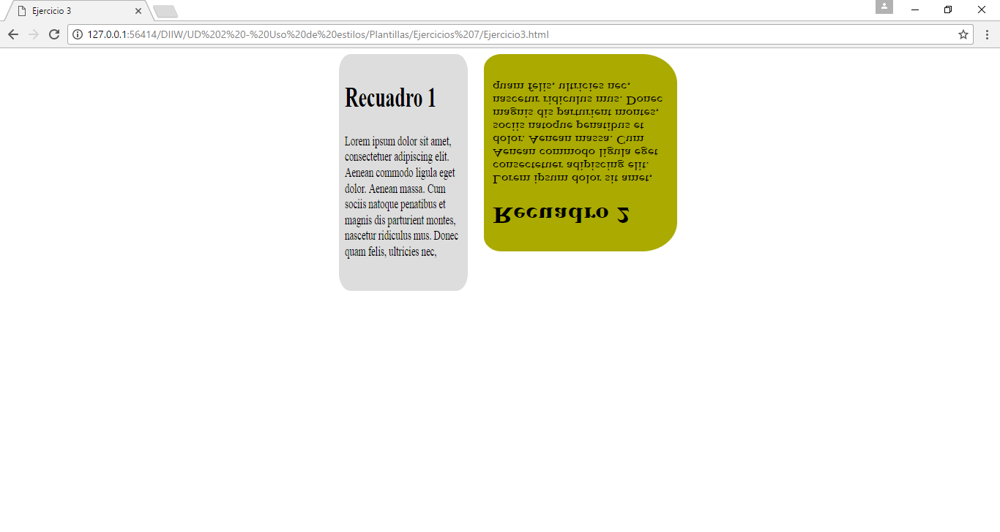 Ejercicio 3
127.0.0.1:56414/DIIW/UD%202%20-%20Uso%20de%20estilos/Plantillas/Ejercicios%207/Ejercicio3.html
Recuadro 1
Lorem ipsum dolor sit amet,
consectetuer adipiscing elit.
Aenean commodo ligula eget
dolor. Aenean massa. Cum
sociis natoque penatibus et
magnis dis parturient montes,
nascetur ridiculus mus. Donec
quam felis, ultricies nec,
Recuadro 2
Lorem ipsum dolor sit amet,
consectetuer adipiscing elit.
Aenean commodo ligula eget
dolor. Aenean massa. Cum
sociis natoque penatibus et
magnis dis parturient montes,
nascetur ridiculus mus. Donec
quam felis, ultricies nec,